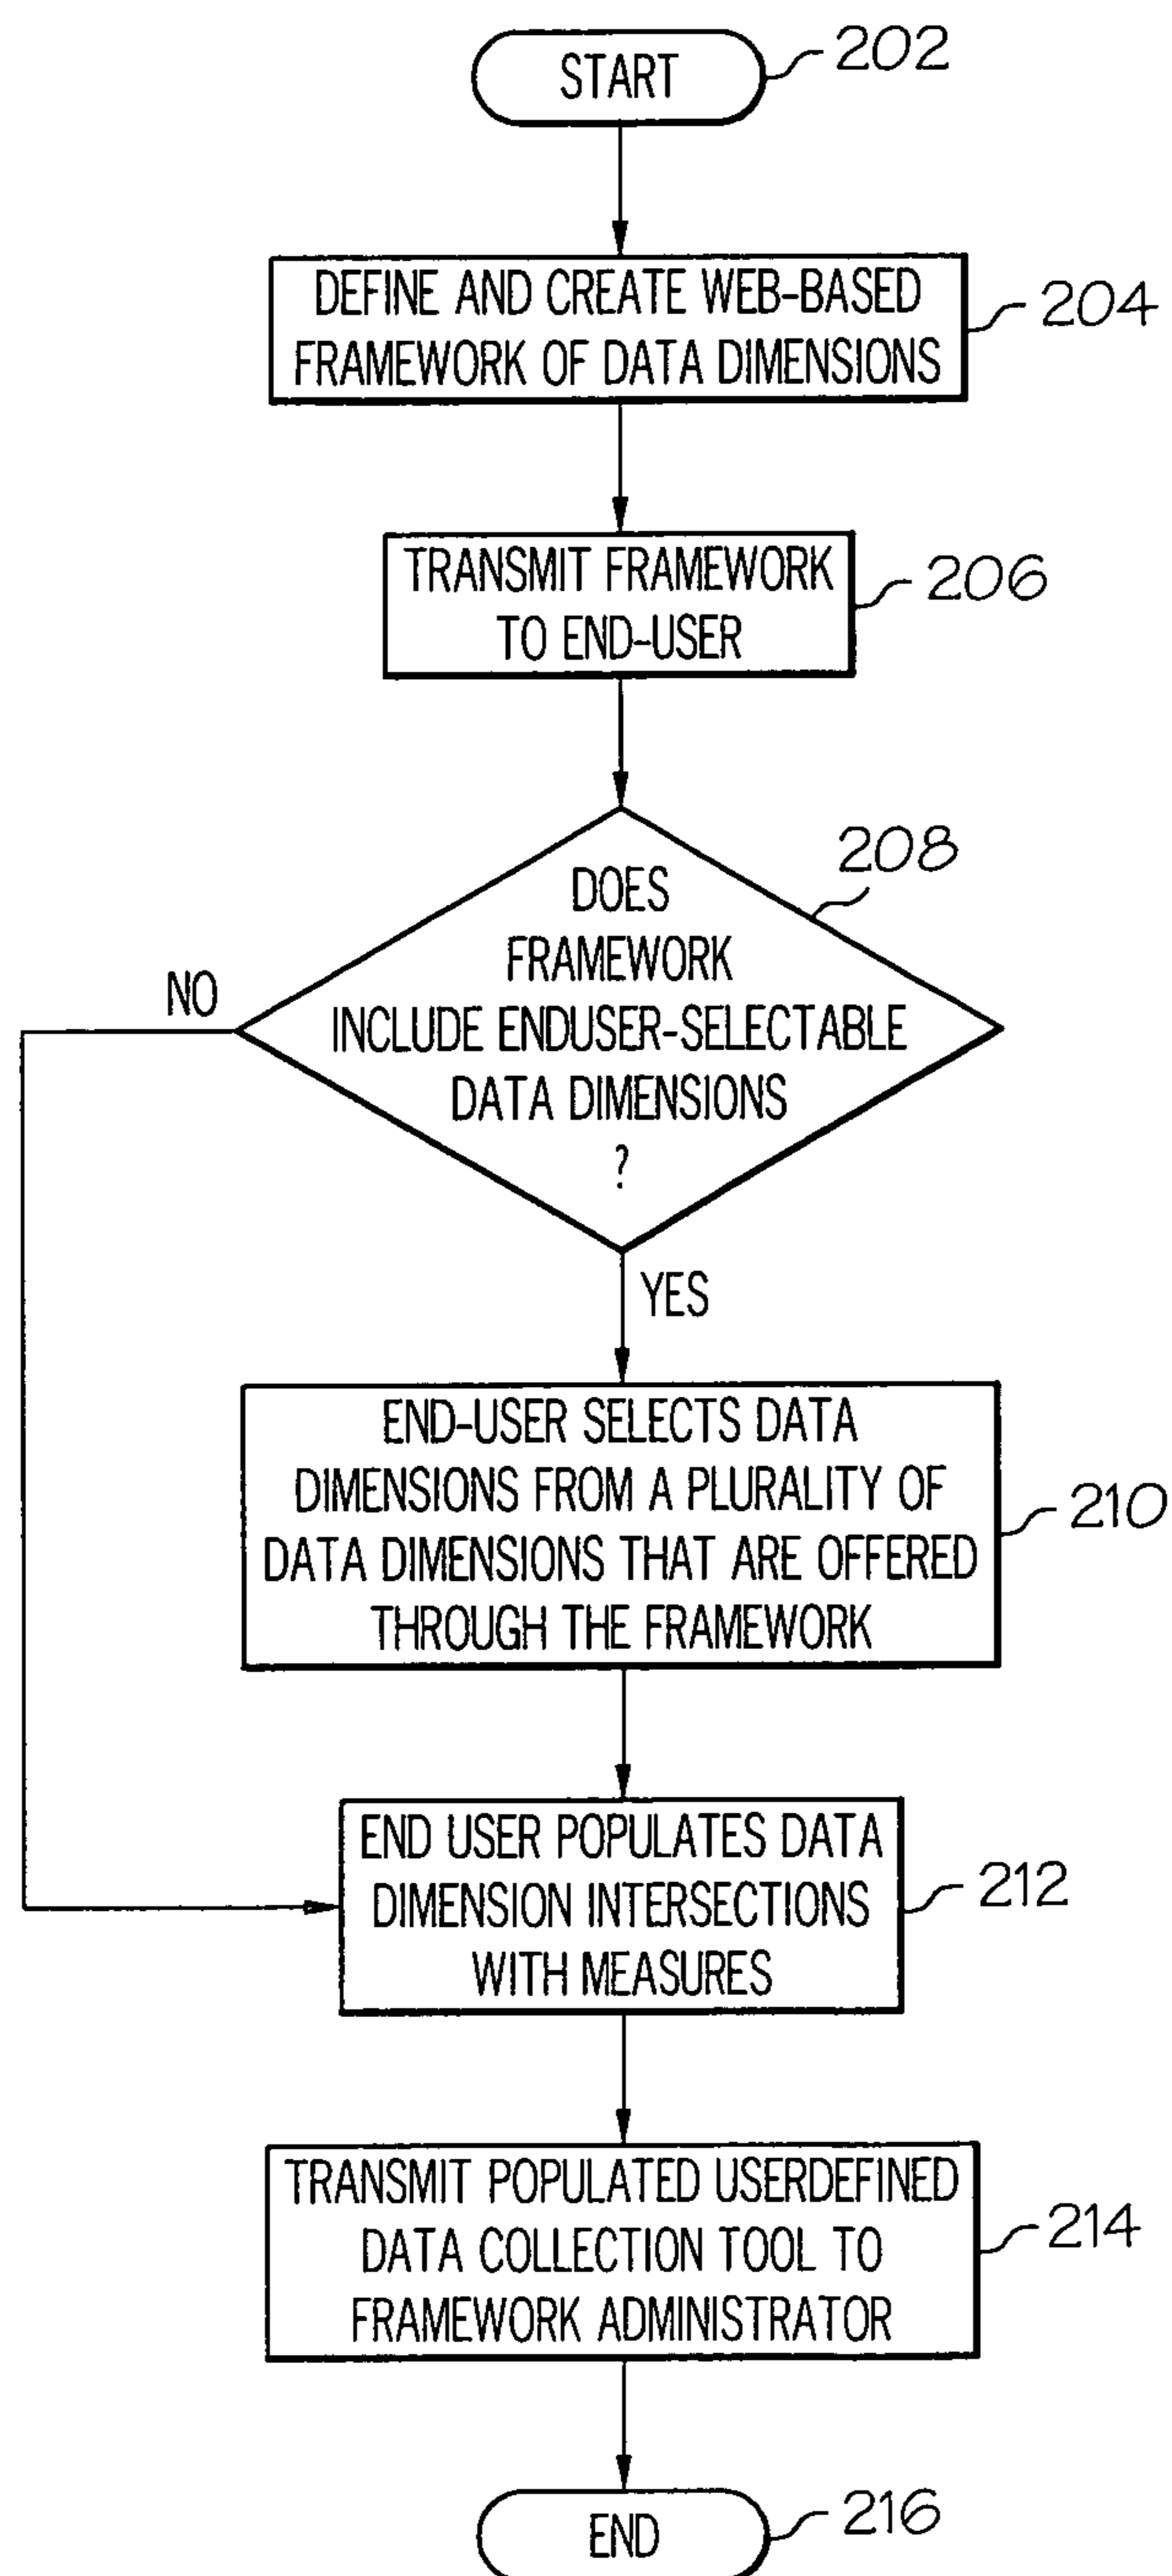 START
202
DEFINE AND CREATE WEB-BASED
FRAMEWORK OF DATA DIMENSIONS
204
TRANSMIT FRAMEWORK
TO END-USER
206
208
DOES
FRAMEWORK
INCLUDE ENDUSER-SELECTABLE
DATA DIMENSIONS
?
NO
YES
END-USER SELECTS DATA
DIMENSIONS FROM A PLURALITY OF
DATA DIMENSIONS THAT ARE OFFERED
THROUGH THE FRAMEWORK
210
END USER POPULATES DATA
DIMENSION INTERSECTIONS
WITH MEASURES
212
TRANSMIT POPULATED USERDEFINED
DATA COLLECTION TOOL TO
FRAMEWORK ADMINISTRATOR
214
END
216